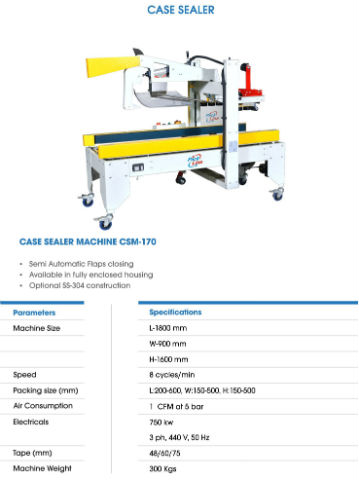 CASE SEALER
CASE SEALER MACHINE CSM-170
• Semi Automatic Flaps closing
• Available in fully enclosed housing
• Optional SS-304 construction
Parameters Specifications
Machine Size L-1800 mm
W-900 mm
H-1600 mm
Speed 8 cycles/min
Packing size (mm) L:200-600, W:150-500, H:150-500
Air Consumption 1 CFM at 5 bar
Electricals 750 kw
3 ph, 440 V, 50 Hz
Tape (mm) 48/60/75
Machine Weight 300 Kgs